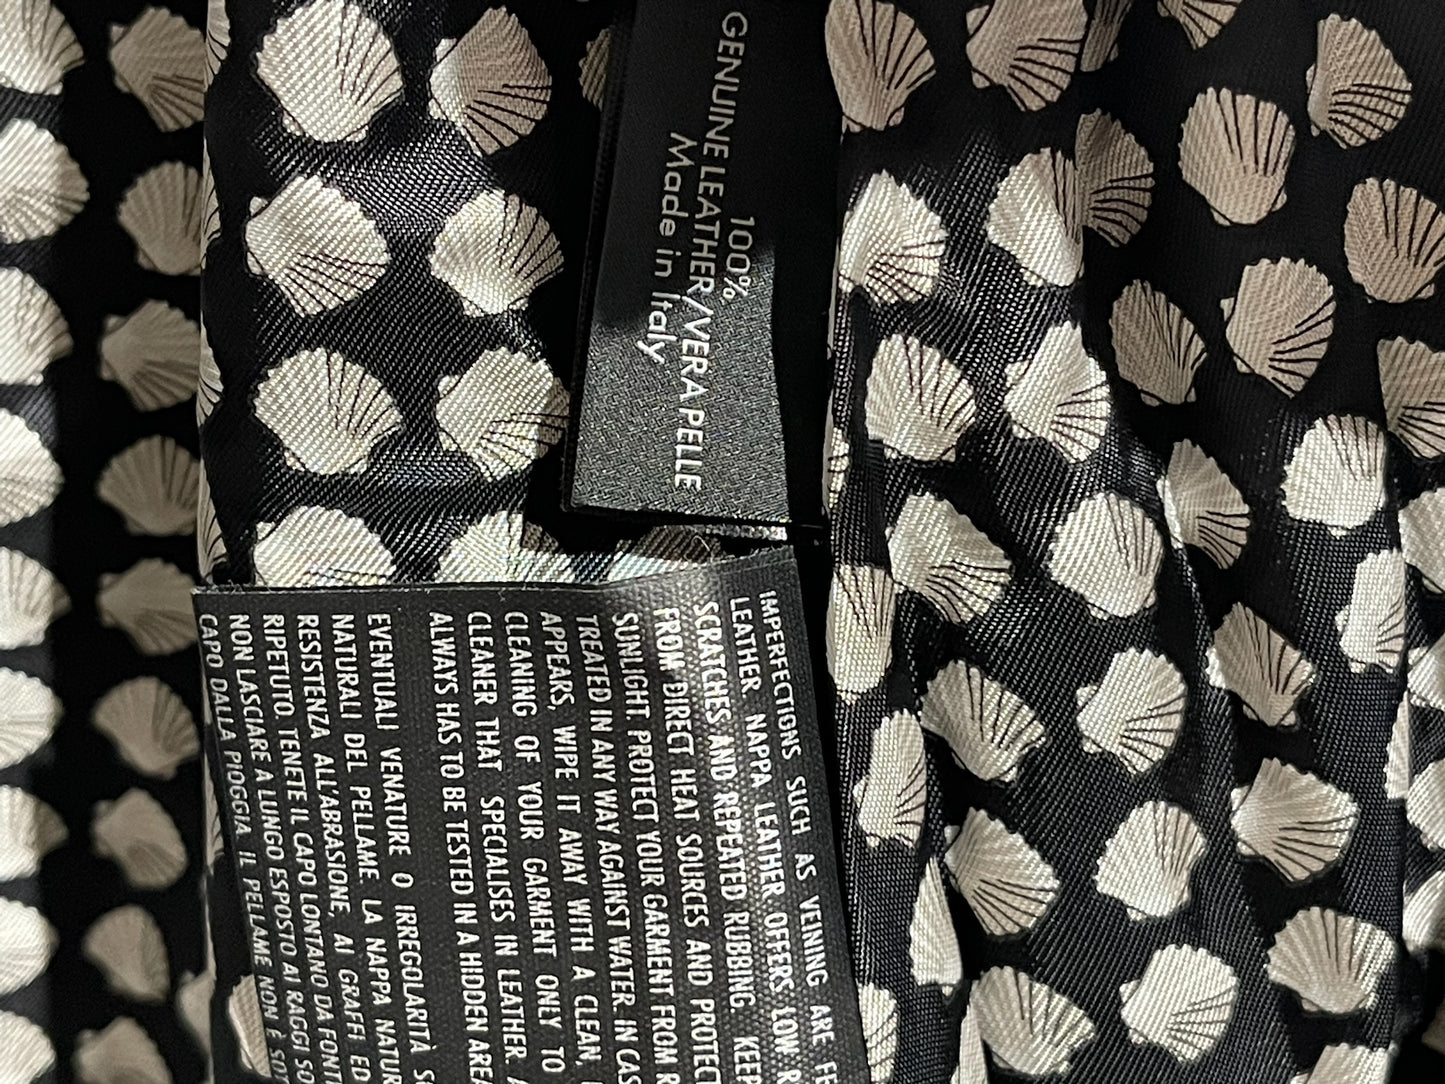 100%
GENUINE LEATHER/VERA PELLE
Made in Italy
IMPERFECTIONS SUCH AS VEINING ARE
LEATHER. NAPPA LEATHER OFFERS LOW
SCRATCHES AND REPEATED RUBBING. KEEP
FROM DIRECT HEAT SOURCES AND PROTECT
SUNLIGHT. PROTECT YOUR GARMENT FROM
TREATED IN ANY WAY AGAINST WATER. IN
APPEARS, WIPE IT AWAY WITH A CLEAN,
CLEANING OF YOUR GARMENT ONLY TO
CLEANER THAT SPECIALISES IN LEATHER.
ALWAYS HAS TO BE TESTED IN A HIDDEN AREA
EVENTUALI VENATURE O IRREGOLARITÀ
NATURALI DEL PELLAME. LA NAPPA
RESISTENZA ALL'ABRASIONE, AI GRAFFI ED
RIPETUTO. TENETE IL CAPO LONTANO DA
NON LASCIARE A LUNGO ESPOSTO AI RAGGI
CAPO DALLA PIOGGIA. IL PELLAME NON È